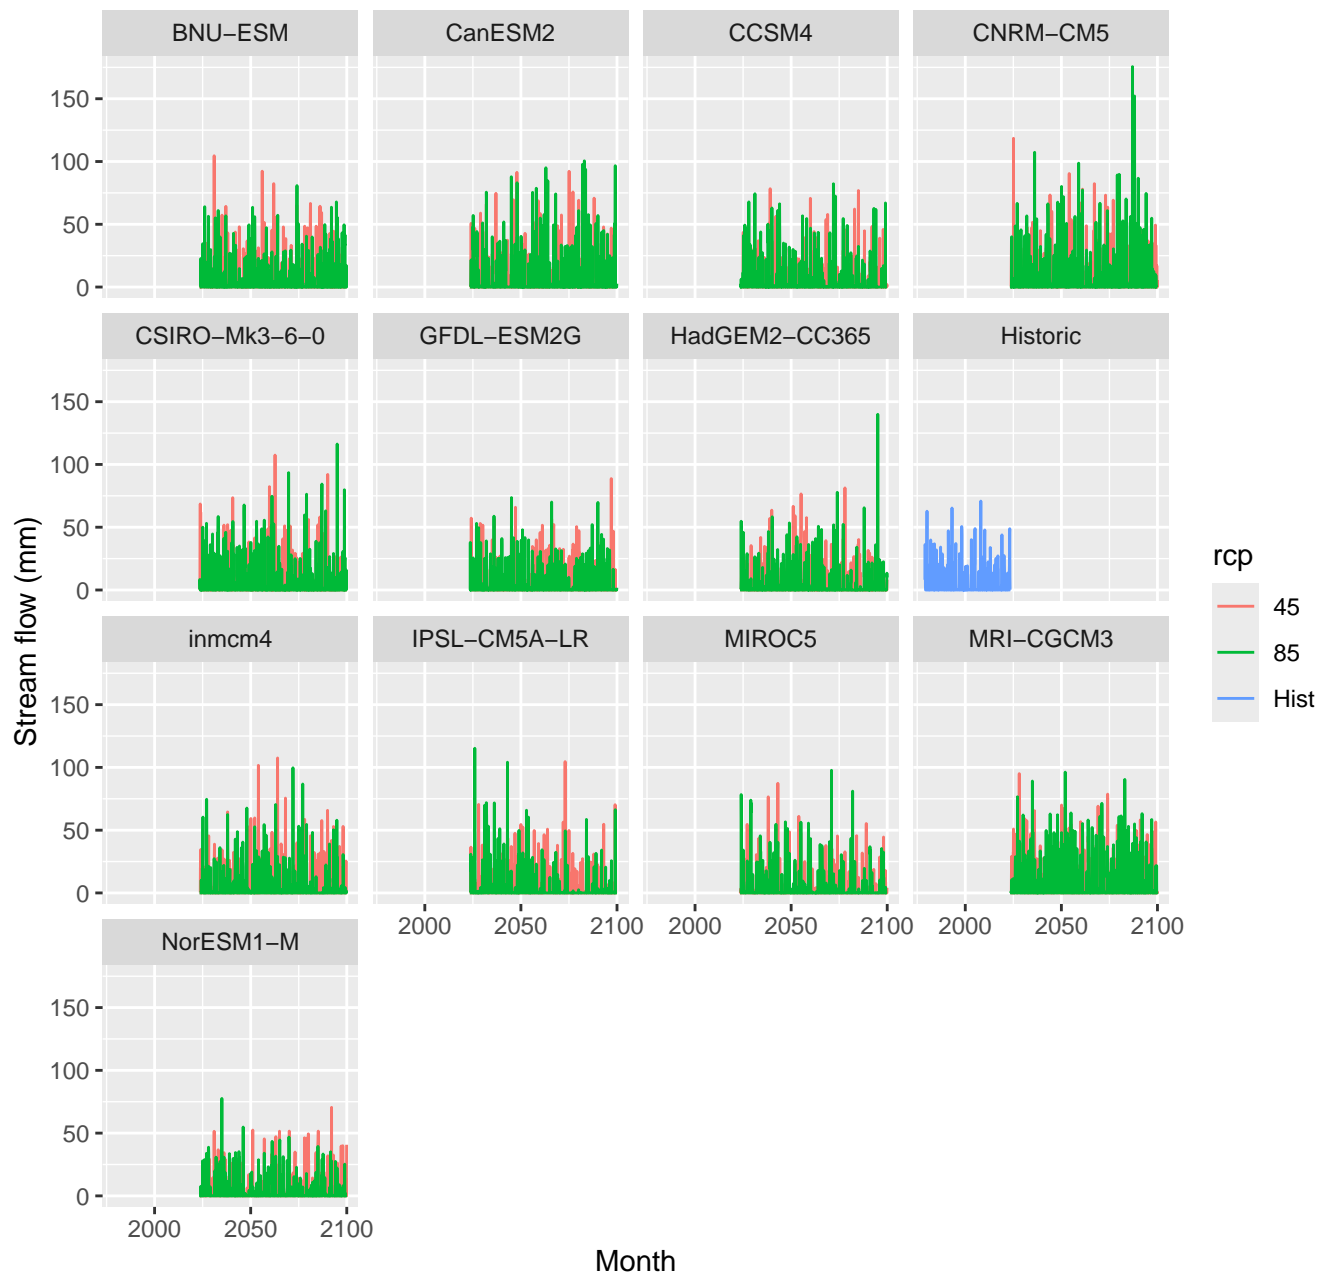 BNU−ESM CanESM2 CCSM4 CNRM−CM5
150
100
50
0
CSIRO−Mk3−6−0 GFDL−ESM2G HadGEM2−CC365 Historic
150
100
50
0
inmcm4 IPSL−CM5A−LR MIROC5 MRI−CGCM3
150
100
50
0
2000 2050 2100 2000 2050 2100 2000 2050 2100
NorESM1−M
150
100
50
0
2000 2050 2100
Month
Stream flow (mm)
rcp
45
85
Hist